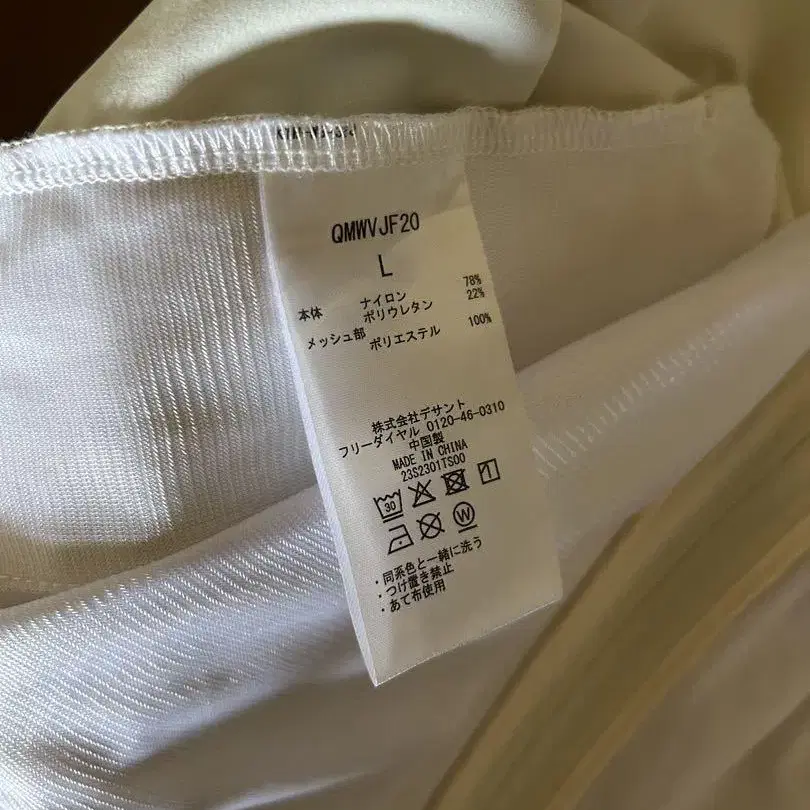 QMWVJF20
L
本体 ナイロン 78%
ポリウレタン 22%
メッシュ部 ポリエステル 100%
株式会社デサント
フリーダイヤル 0120-46-0310
中国製
MADE IN CHINA
23S2301TS00
30
W
・同系色と一緒に洗う
・つけ置き禁止
・あて布使用